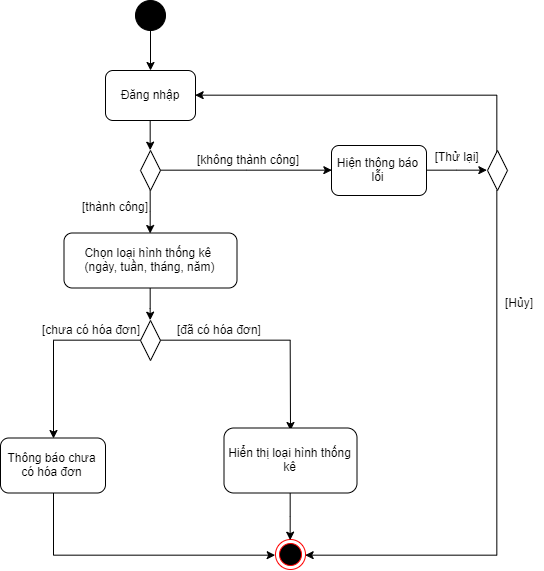 Đăng nhập
[không thành công]
Hiện thông báo
lỗi
[Thử lại]
[thành công]
Chọn loại hình thống kê
(ngày, tuần, tháng, năm)
[Hủy]
[chưa có hóa đơn]
[đã có hóa đơn]
Thông báo chưa
có hóa đơn
Hiển thị loại hình thống
kê